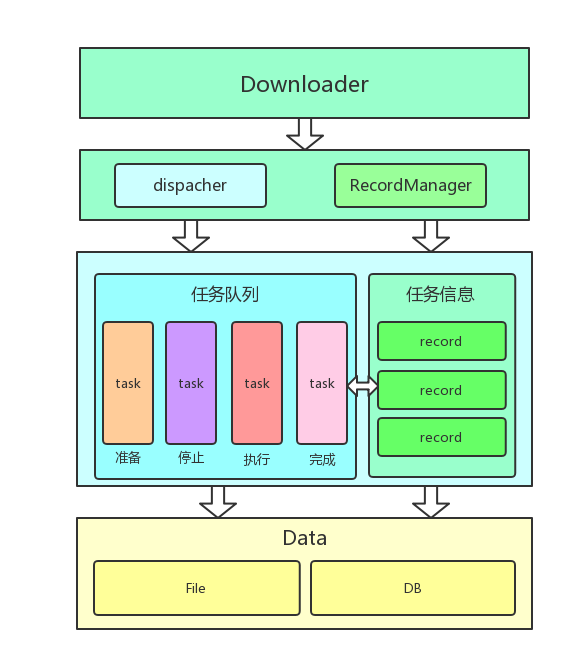 Downloader
dispacher
RecordManager
任务队列
任务信息
task
task
task
task
准备
停止
执行
完成
record
record
record
Data
File
DB